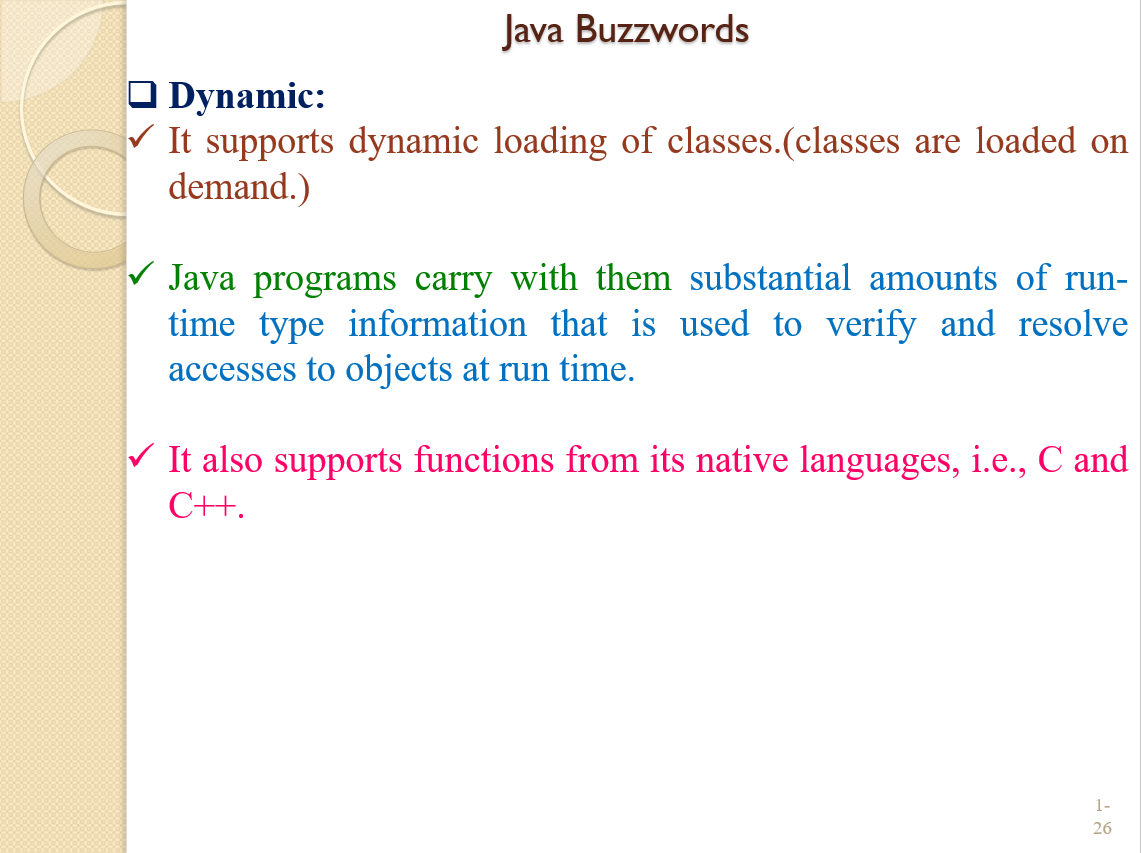 Java Buzzwords
❑ Dynamic:
✓ It supports dynamic loading of classes.(classes are loaded on
demand.)
✓ Java programs carry with them substantial amounts of run-
time type information that is used to verify and resolve
accesses to objects at run time.
✓ It also supports functions from its native languages, i.e., C and
C++.
1-
26